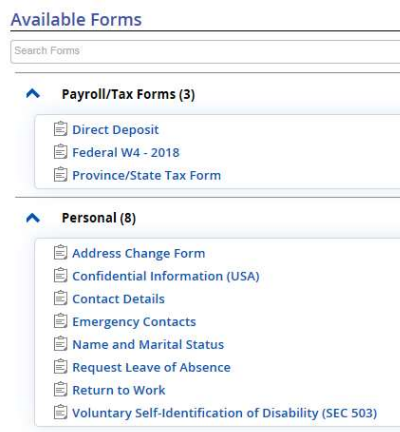 Available Forms
Search Forms
Payroll/Tax Forms (3)
Direct Deposit
Federal W4 - 2018
Province/State Tax Form
Personal (8)
Address Change Form
Confidential Information (USA)
Contact Details
Emergency Contacts
Name and Marital Status
Request Leave of Absence
Return to Work
Voluntary Self-Identification of Disability (SEC 503)